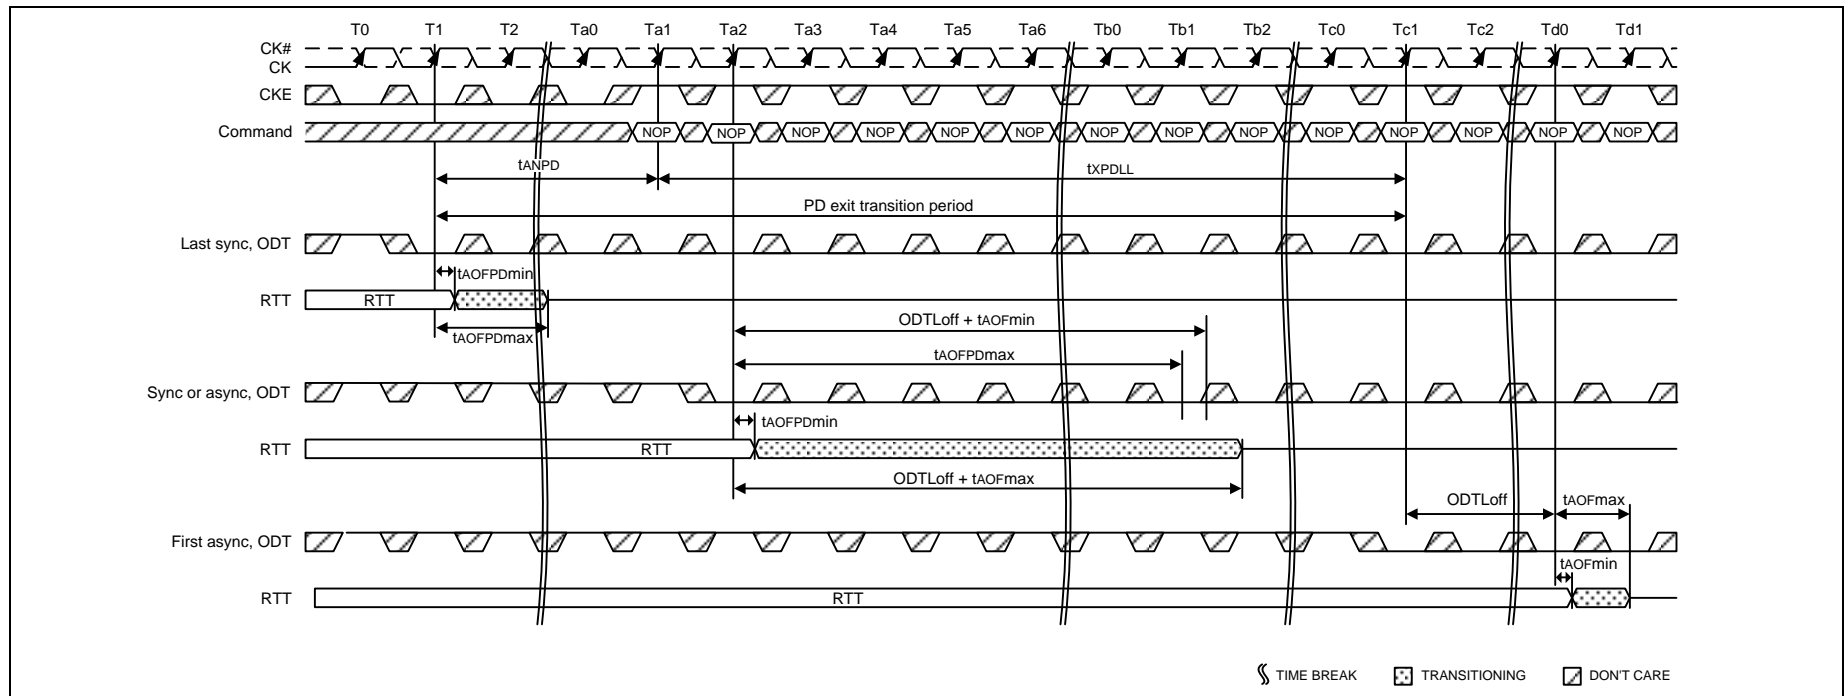 T0 T1 T2 Ta0 Ta1 Ta2 Ta3 Ta4 Ta5 Ta6 Tb0 Tb1 Tb2 Tc0 Tc1 Tc2 Td0 Td1
CK#
CK
CKE
Command NOP NOP NOP NOP NOP NOP NOP NOP NOP NOP NOP NOP NOP NOP
tANPD tXPDLL
PD exit transition period
Last sync, ODT
tAOFPDmin
RTT RTT
tAOFPDmax
ODTLoff + tAOFmin
tAOFPDmax
Sync or async, ODT
tAOFPDmin
RTT RTT
ODTLoff + tAOFmax
ODTLoff tAOFmax
First async, ODT
tAOFmin
RTT RTT
TIME BREAK TRANSITIONING DON'T CARE